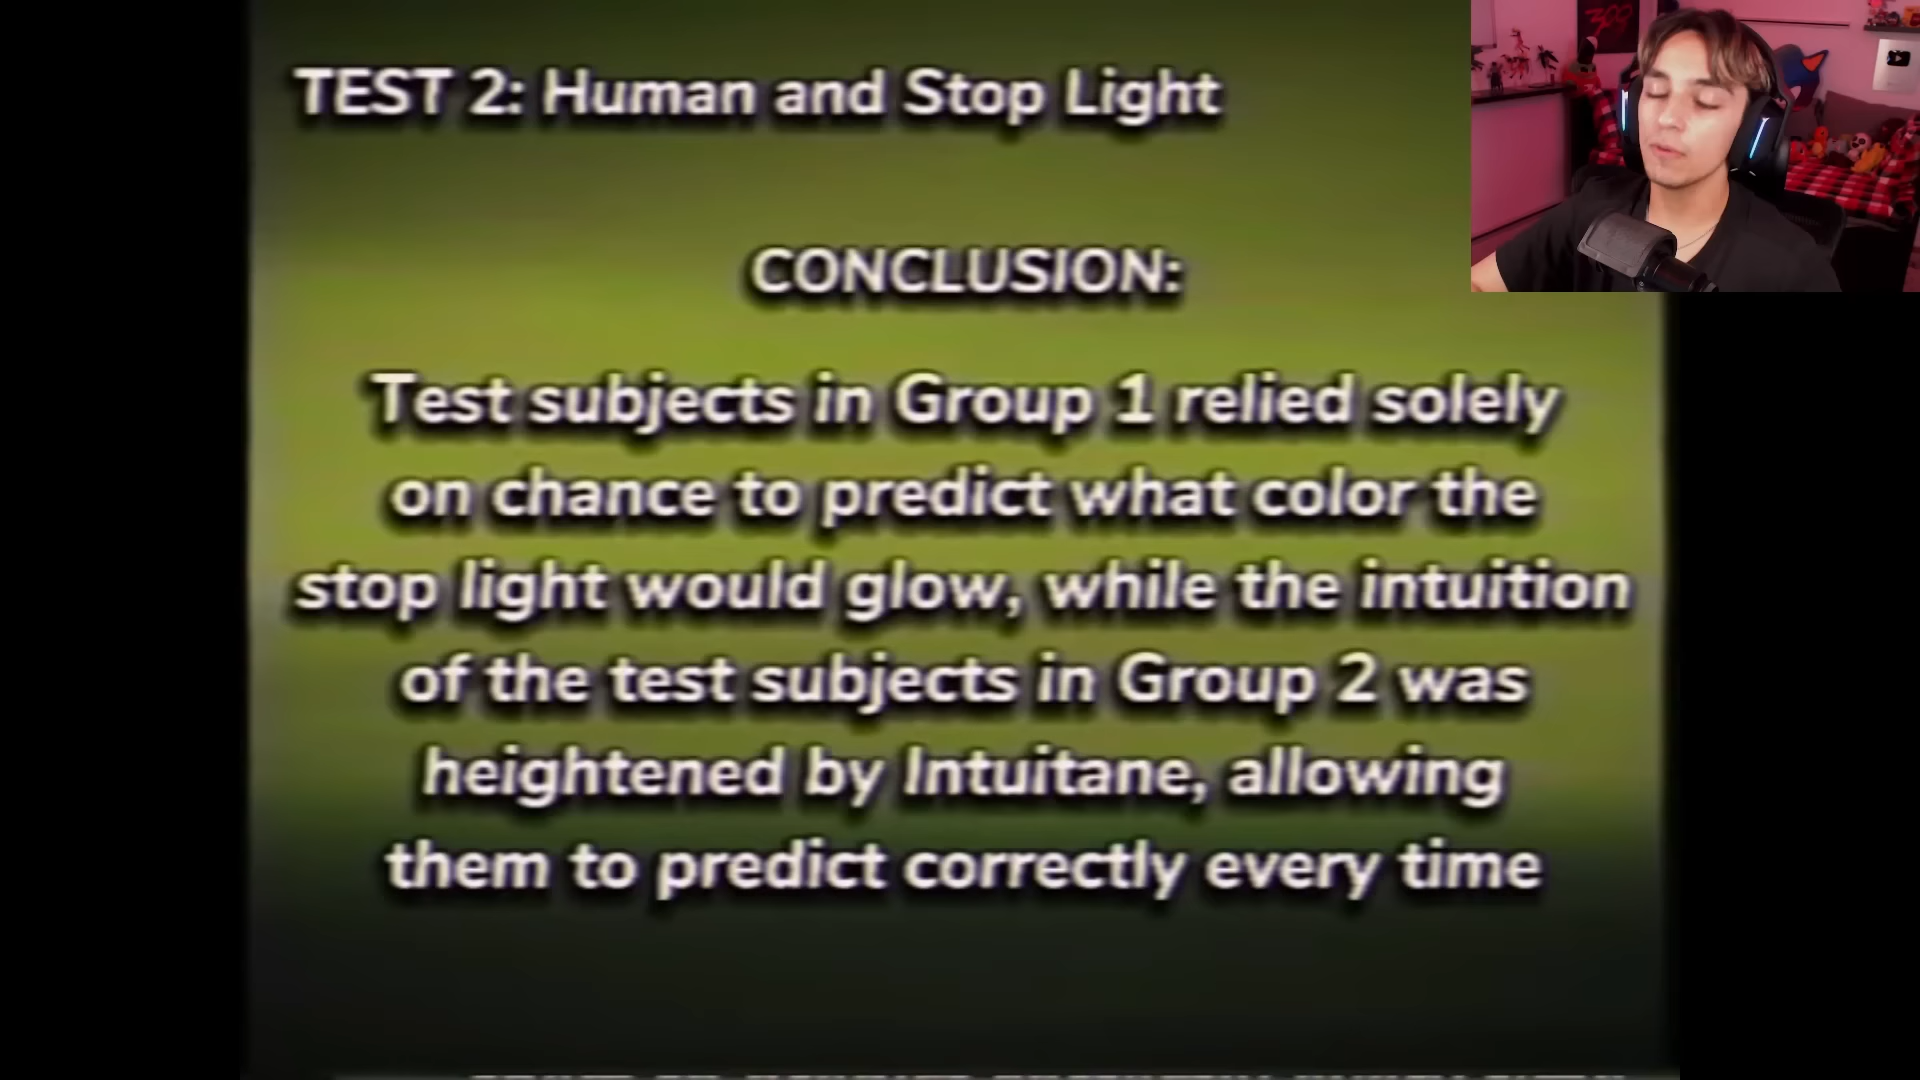 TEST 2: Human and Stop Light
CONCLUSION:
Test subjects in Group 1 relied solely
on chance to predict what color the
stop light would glow, while the intuition
of the test subjects in Group 2 was
heightened by Intuitane, allowing
them to predict correctly every time